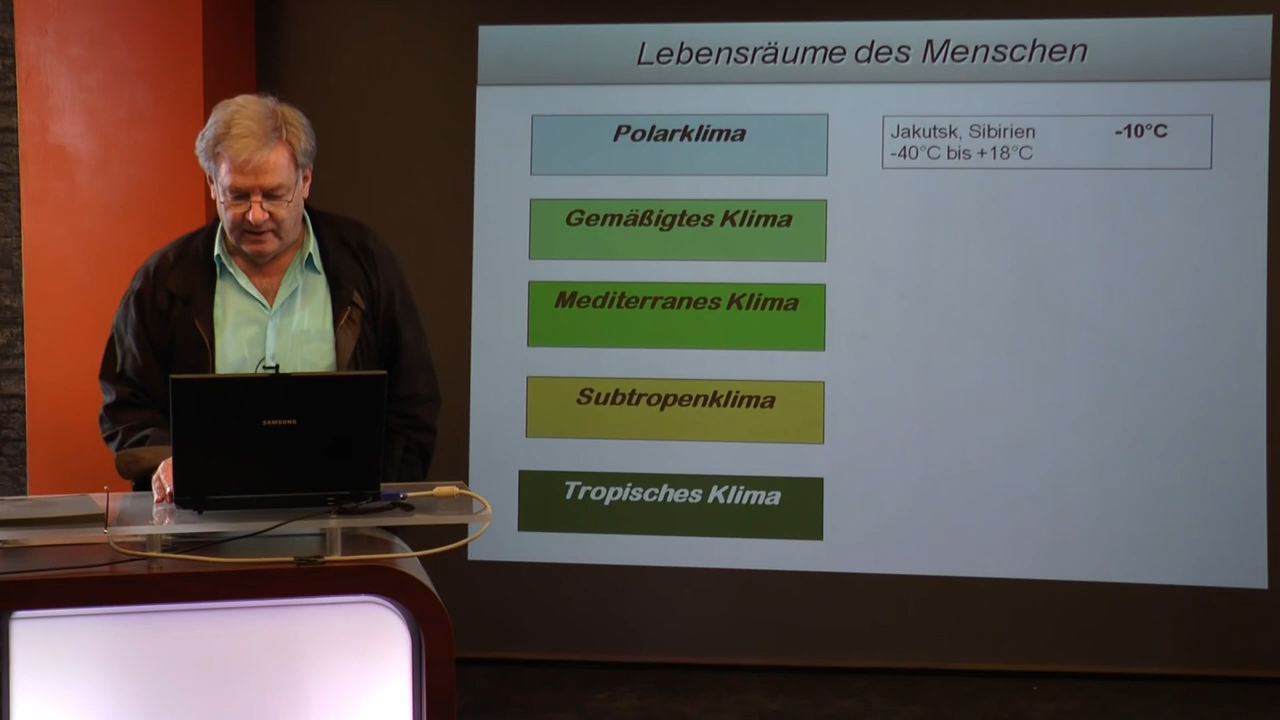 Lebensräume des Menschen
Polarklima
Jakutsk, Sibirien -10°C
-40°C bis +18°C
Gemäßigtes Klima
Mediterranes Klima
Subtropenklima
Tropisches Klima
SAMSUNG